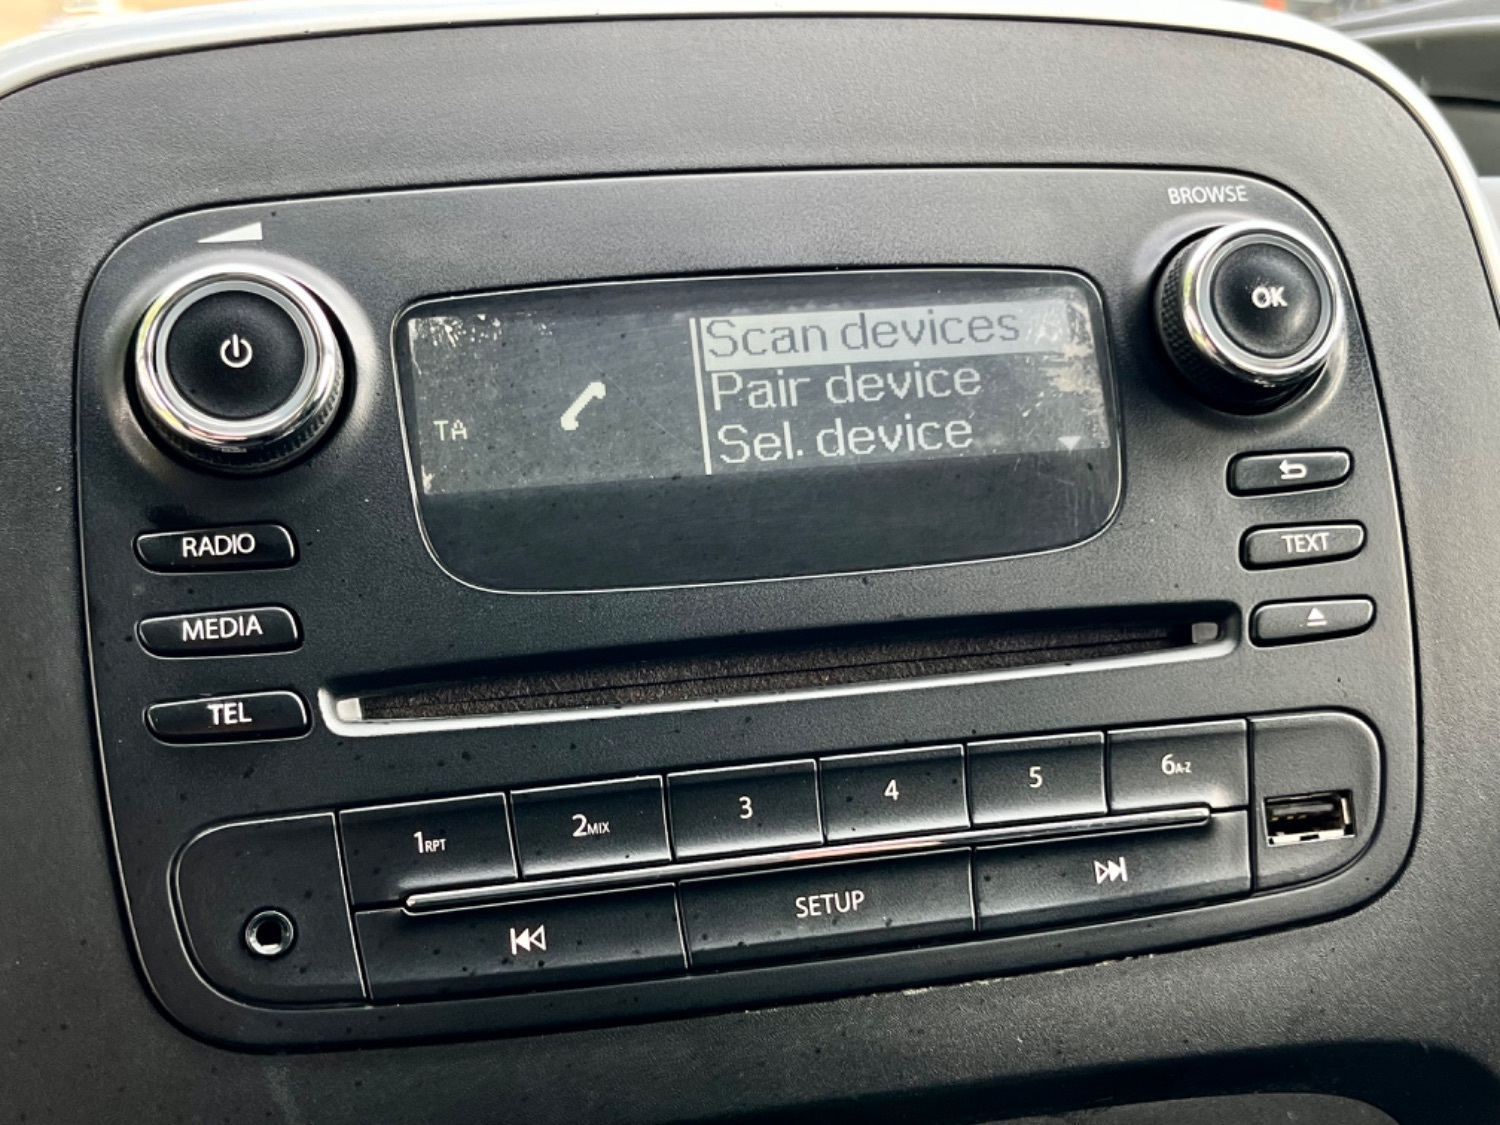 BROWSE
OK
Scan devices
Pair device
Sel. device
TA
RADIO
MEDIA
TEL
TEXT
1RPT
2MIX
3
4
5
6A-Z
SETUP